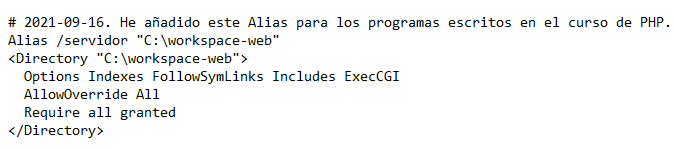 # 2021-09-16. He añadido este Alias para los programas escritos en el curso de PHP.
Alias /servidor "C:\workspace-web"
<Directory "C:\workspace-web">
  Options Indexes FollowSymLinks Includes ExecCGI
  AllowOverride All
  Require all granted
</Directory>